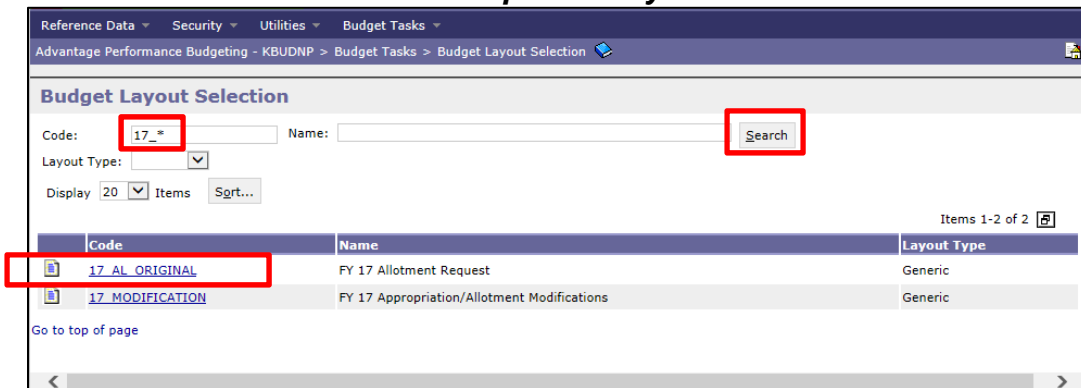 Reference Data Security Utilities Budget Tasks
Advantage Performance Budgeting - KBUDNP > Budget Tasks > Budget Layout Selection
Budget Layout Selection
Code: 17_* Name: Search
Layout Type:
Display 20 Items Sort...
Items 1-2 of 2
Code Name Layout Type
17_AL_ORIGINAL FY 17 Allotment Request Generic
17_MODIFICATION FY 17 Appropriation/Allotment Modifications Generic
Go to top of page